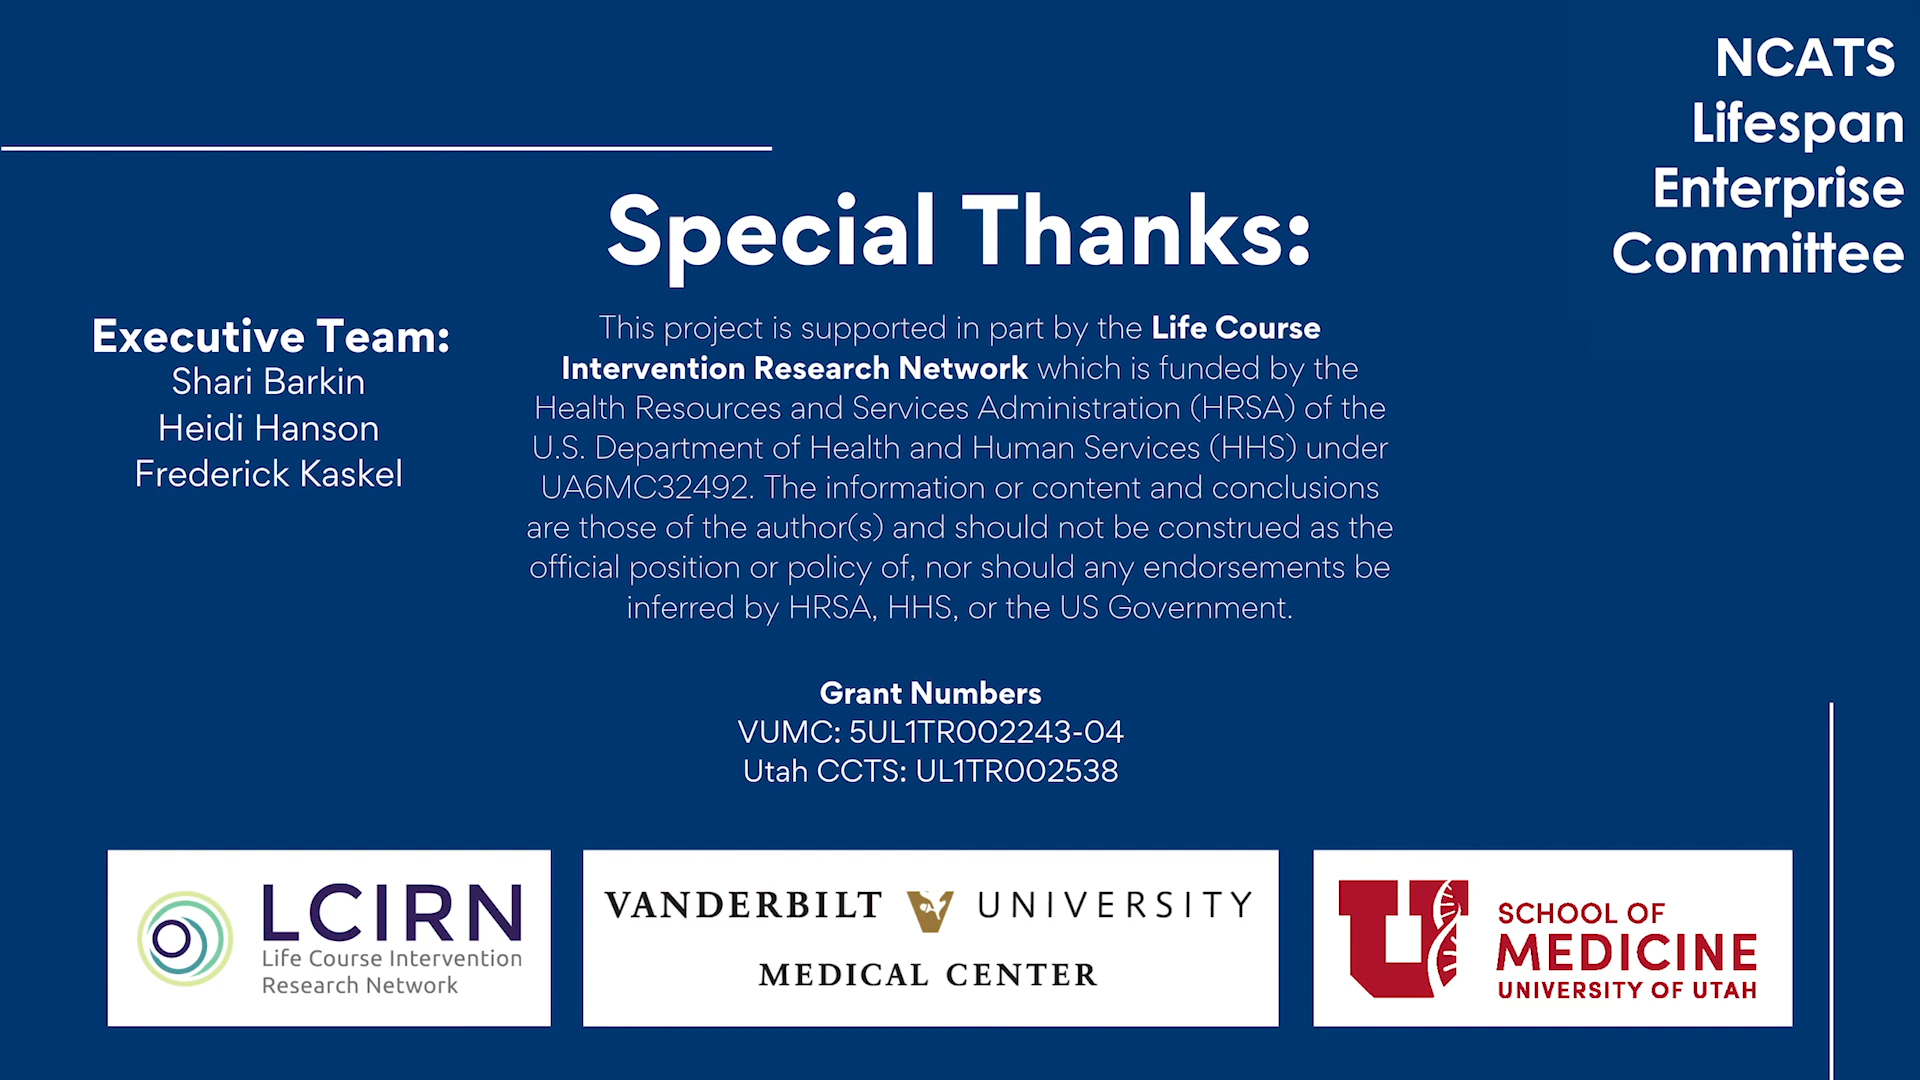 NCATS
Lifespan
Enterprise
Committee
Special Thanks:
Executive Team:
Shari Barkin
Heidi Hanson
Frederick Kaskel
This project is supported in part by the Life Course
Intervention Research Network which is funded by the
Health Resources and Services Administration (HRSA) of the
U.S. Department of Health and Human Services (HHS) under
UA6MC32492. The information or content and conclusions
are those of the author(s) and should not be construed as the
official position or policy of, nor should any endorsements be
inferred by HRSA, HHS, or the US Government.
Grant Numbers
VUMC: 5UL1TR002243-04
Utah CCTS: UL1TR002538
LCIRN
Life Course Intervention
Research Network
VANDERBILT V UNIVERSITY
MEDICAL CENTER
U
SCHOOL OF
MEDICINE
UNIVERSITY OF UTAH